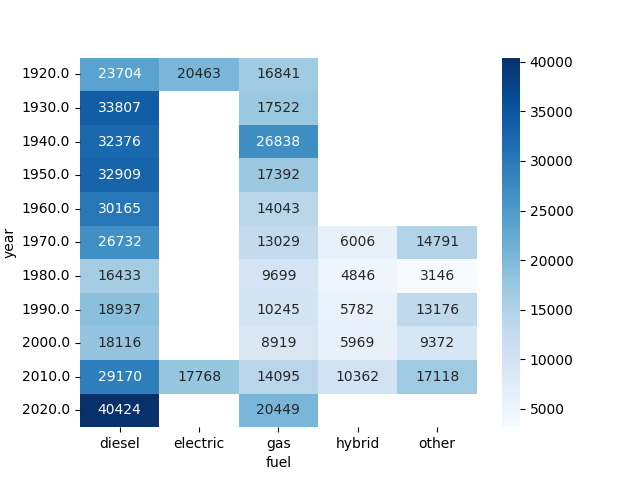 1920.0 23704 20463 16841
1930.0 33807 17522
1940.0 32376 26838
1950.0 32909 17392
1960.0 30165 14043
1970.0 26732 13029 6006 14791
1980.0 16433 9699 4846 3146
1990.0 18937 10245 5782 13176
2000.0 18116 8919 5969 9372
2010.0 29170 17768 14095 10362 17118
2020.0 40424 20449
year
diesel electric gas hybrid other
fuel
40000
35000
30000
25000
20000
15000
10000
5000